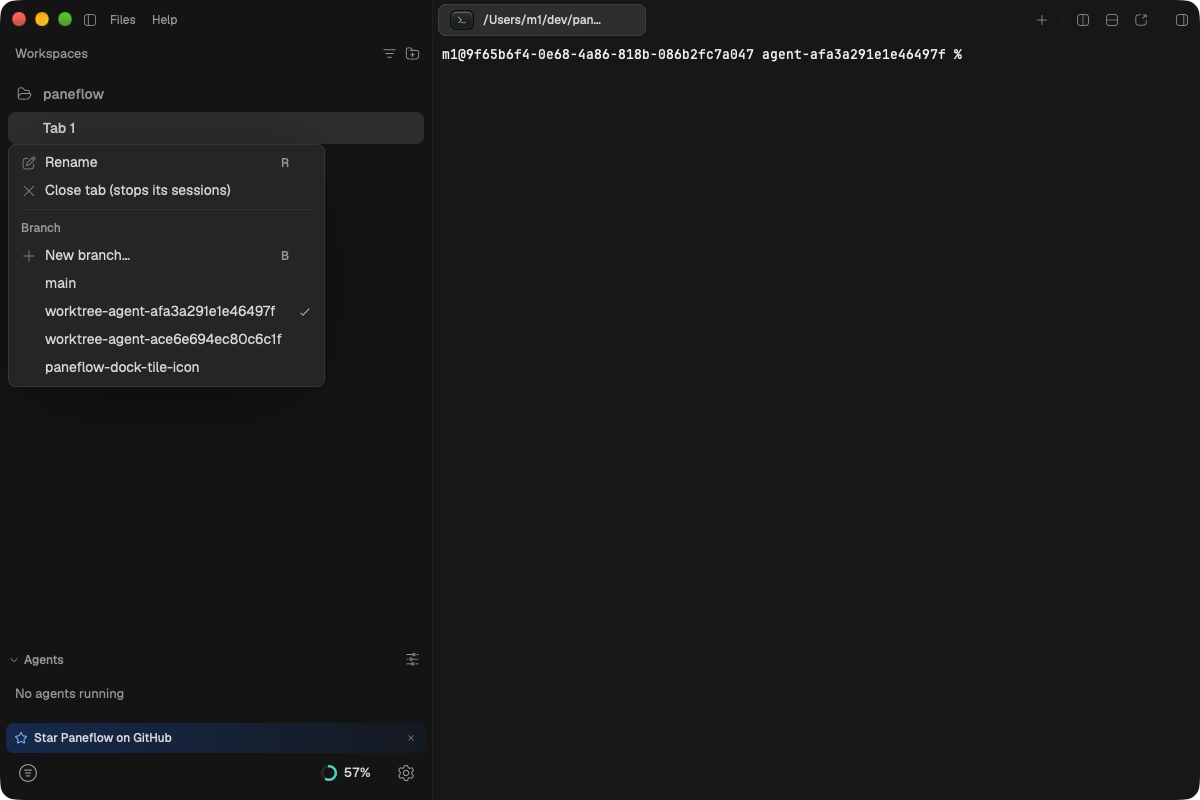 Files Help
/Users/m1/dev/pan…
Workspaces
m1@9f65b6f4-0e68-4a86-818b-086b2fc7a047 agent-afa3a291e1e46497f %
paneflow
Tab 1
Rename R
Close tab (stops its sessions)
Branch
New branch… B
main
worktree-agent-afa3a291e1e46497f
worktree-agent-ace6e694ec80c6c1f
paneflow-dock-tile-icon
Agents
No agents running
Star Paneflow on GitHub
57%